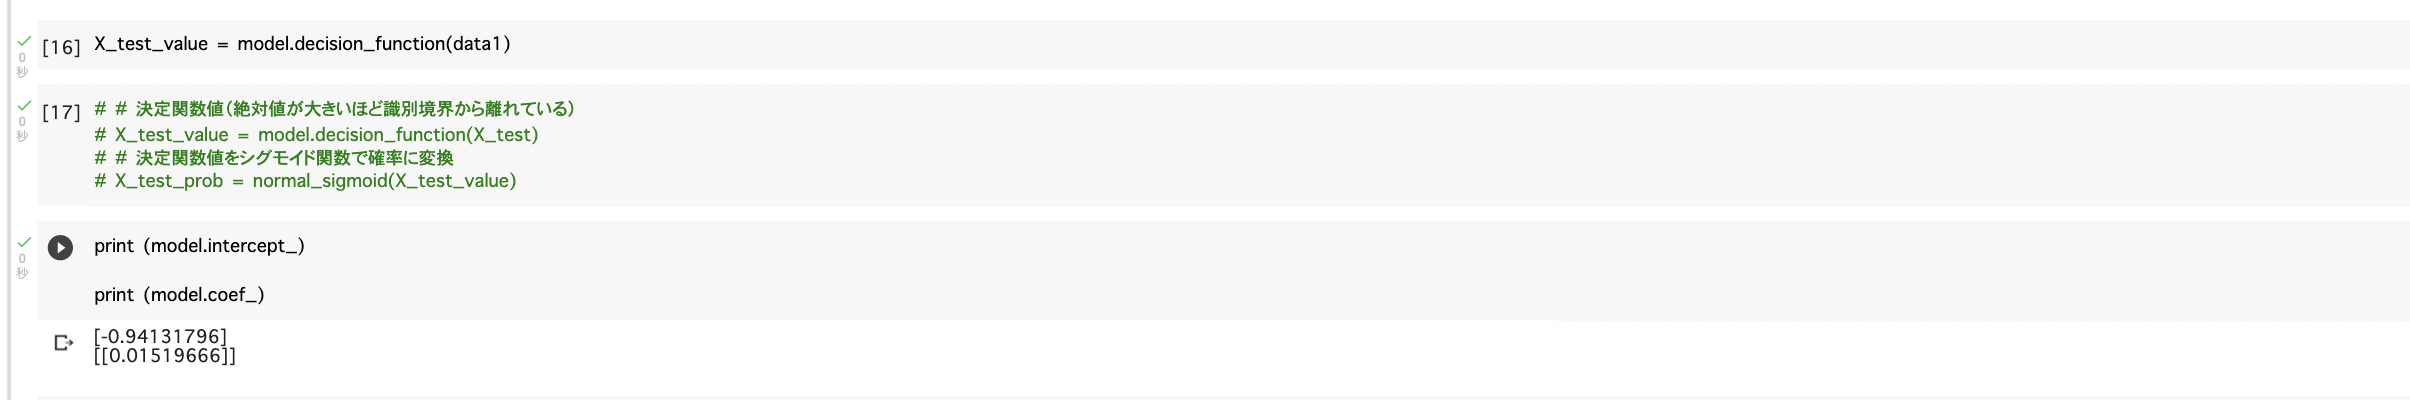 [16] X_test_value = model.decision_function(data1)
0
秒
[17] # # 決定関数値（絶対値が大きいほど識別境界から離れている）
0
秒
# X_test_value = model.decision_function(X_test)
# # 決定関数値をシグモイド関数で確率に変換
# X_test_prob = normal_sigmoid(X_test_value)
print (model.intercept_)
0
秒
print (model.coef_)
[-0.94131796]
[[0.01519666]]